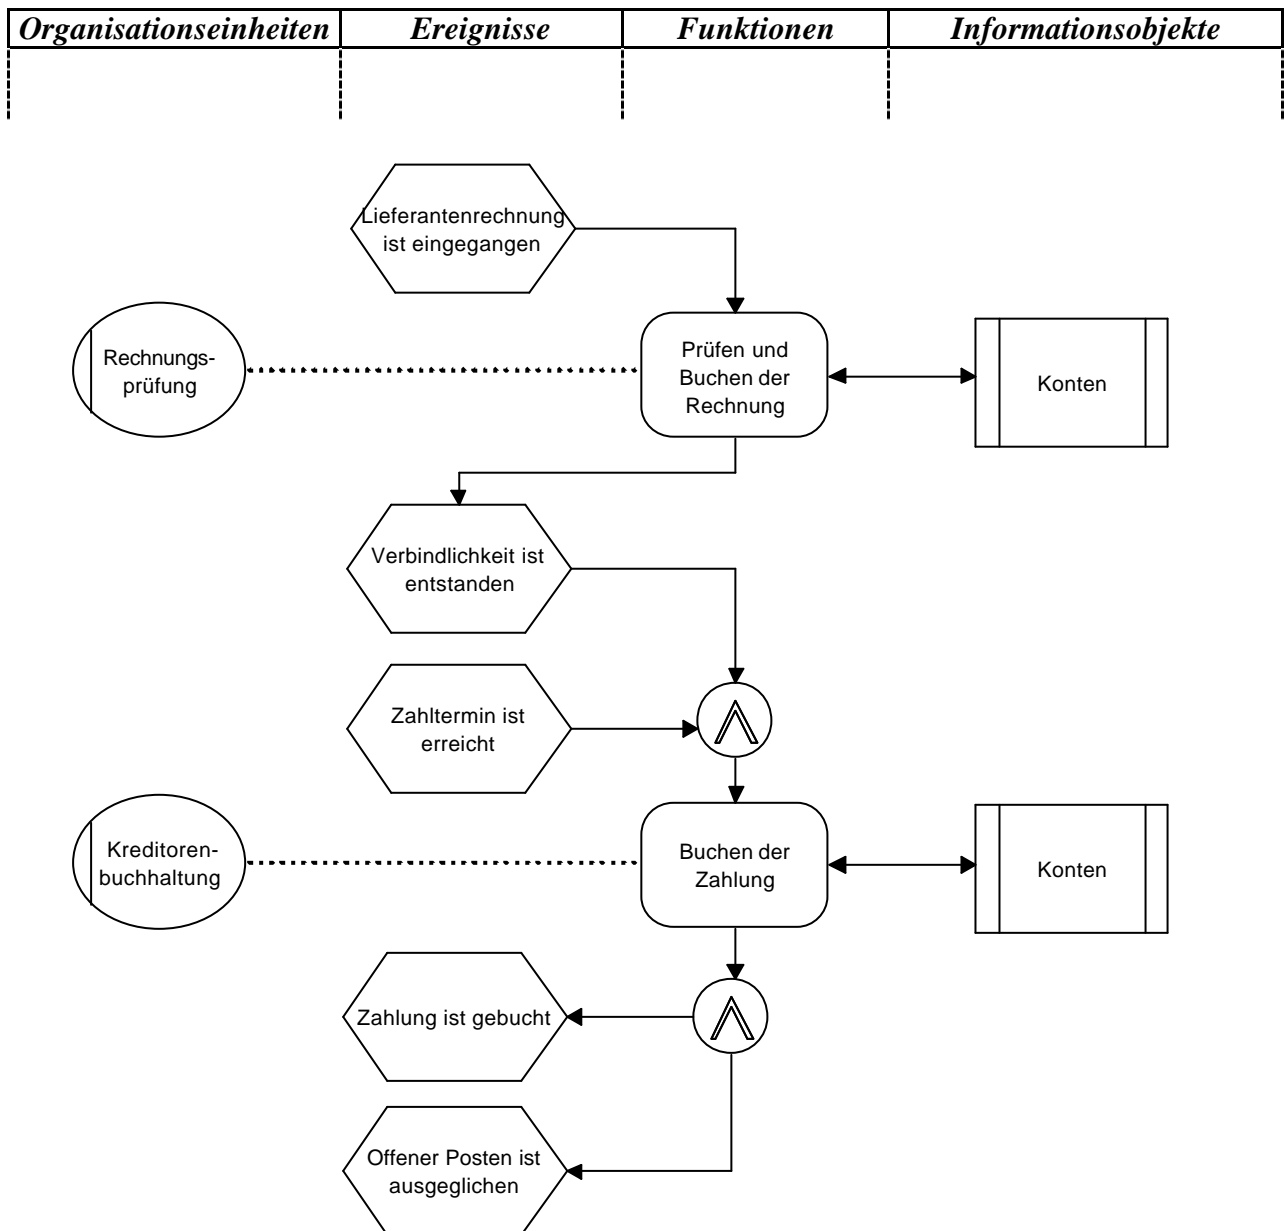 Organisationseinheiten Ereignisse Funktionen Informationsobjekte
Lieferantenrechnung
ist eingegangen
Rechnungs-
prüfung
Prüfen und
Buchen der
Rechnung
Konten
Verbindlichkeit ist
entstanden
Zahltermin ist
erreicht
Kreditoren-
buchhaltung
Buchen der
Zahlung
Konten
Zahlung ist gebucht
Offener Posten ist
ausgeglichen